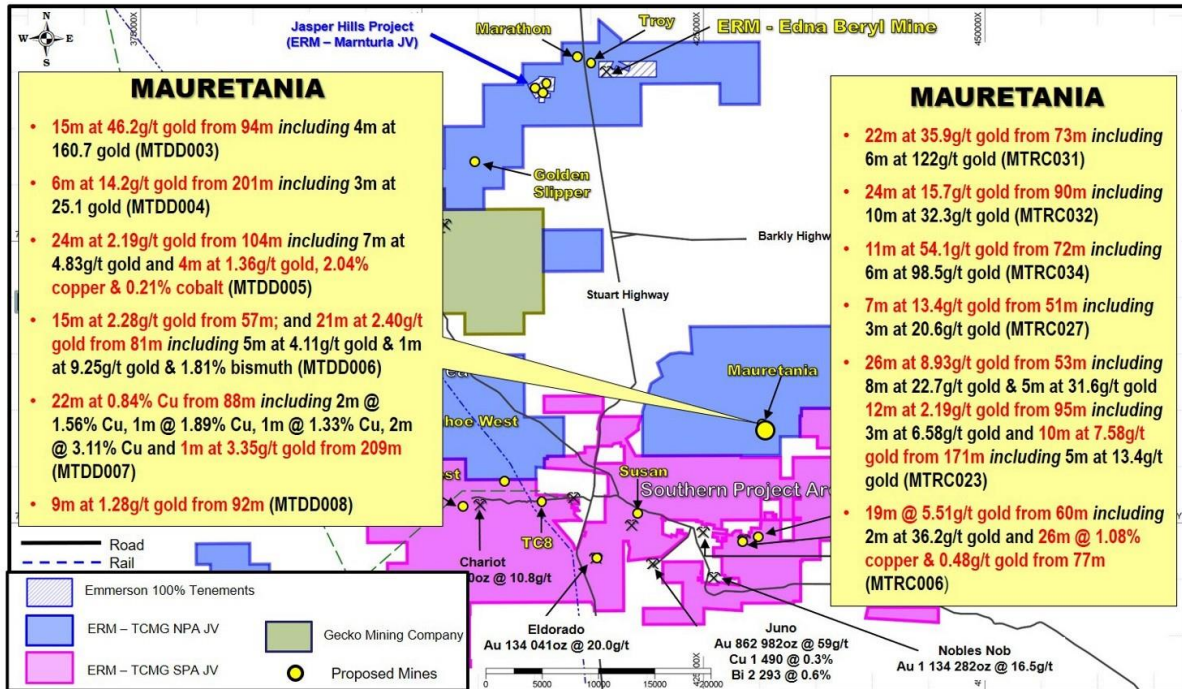 378000X
425000X
450000X
N
W
E
S
Jasper Hills Project
(ERM – Marnturla JV)
Marathon
Troy
ERM - Edna Beryl Mine
MAURETANIA
• 15m at 46.2g/t gold from 94m including 4m at
160.7 gold (MTDD003)
• 6m at 14.2g/t gold from 201m including 3m at
25.1 gold (MTDD004)
• 24m at 2.19g/t gold from 104m including 7m at
4.83g/t gold and 4m at 1.36g/t gold, 2.04%
copper & 0.21% cobalt (MTDD005)
• 15m at 2.28g/t from 57m; and 21m at 2.40g/t
gold from 81m including 5m at 4.11g/t gold & 1m
at 9.25g/t gold & 1.81% bismuth (MTDD006)
• 22m at 0.84% Cu from 88m including 2m @
1.56% Cu, 1m @ 1.89% Cu, 1m @ 1.33% Cu, 2m
@ 3.11% Cu and 1m at 3.35g/t gold from 209m
(MTDD007)
• 9m at 1.28g/t gold from 92m (MTDD008)
MAURETANIA
• 22m at 35.9g/t gold from 73m including
6m at 122g/t gold (MTRC031)
• 24m at 15.7g/t gold from 90m including
10m at 32.3g/t gold (MTRC032)
• 11m at 54.1g/t gold from 72m including
6m at 98.5g/t gold (MTRC034)
• 7m at 13.4g/t gold from 51m including
3m at 20.6g/t gold (MTRC027)
• 26m at 8.93g/t gold from 53m including
8m at 22.7g/t gold & 5m at 31.6g/t gold
12m at 2.19g/t gold from 95m including
3m at 6.58g/t gold and 10m at 7.58g/t
gold from 171m including 5m at 13.4g/t
gold (MTRC023)
• 19m @ 5.51g/t gold from 60m including
2m at 36.2g/t gold and 26m @ 1.08%
copper & 0.48g/t gold from 77m
(MTRC006)
Golden
Slipper
Barkly Highw
Stuart Highway
Mauretania
hoe West
st
Susan
Southern Project Are
TC8
Chariot
0oz @ 10.8g/t
Eldorado
Au 134 041oz @ 20.0g/t
Juno
Au 862 982oz @ 59g/t
Cu 1 490 @ 0.3%
Bi 2 293 @ 0.6%
Nobles Nob
Au 1 134 282oz @ 16.5g/t
Road
Rail
Emmerson 100% Tenements
ERM – TCMG NPA JV
ERM – TCMG SPA JV
Gecko Mining Company
Proposed Mines
0
5000
10000
15000
20000